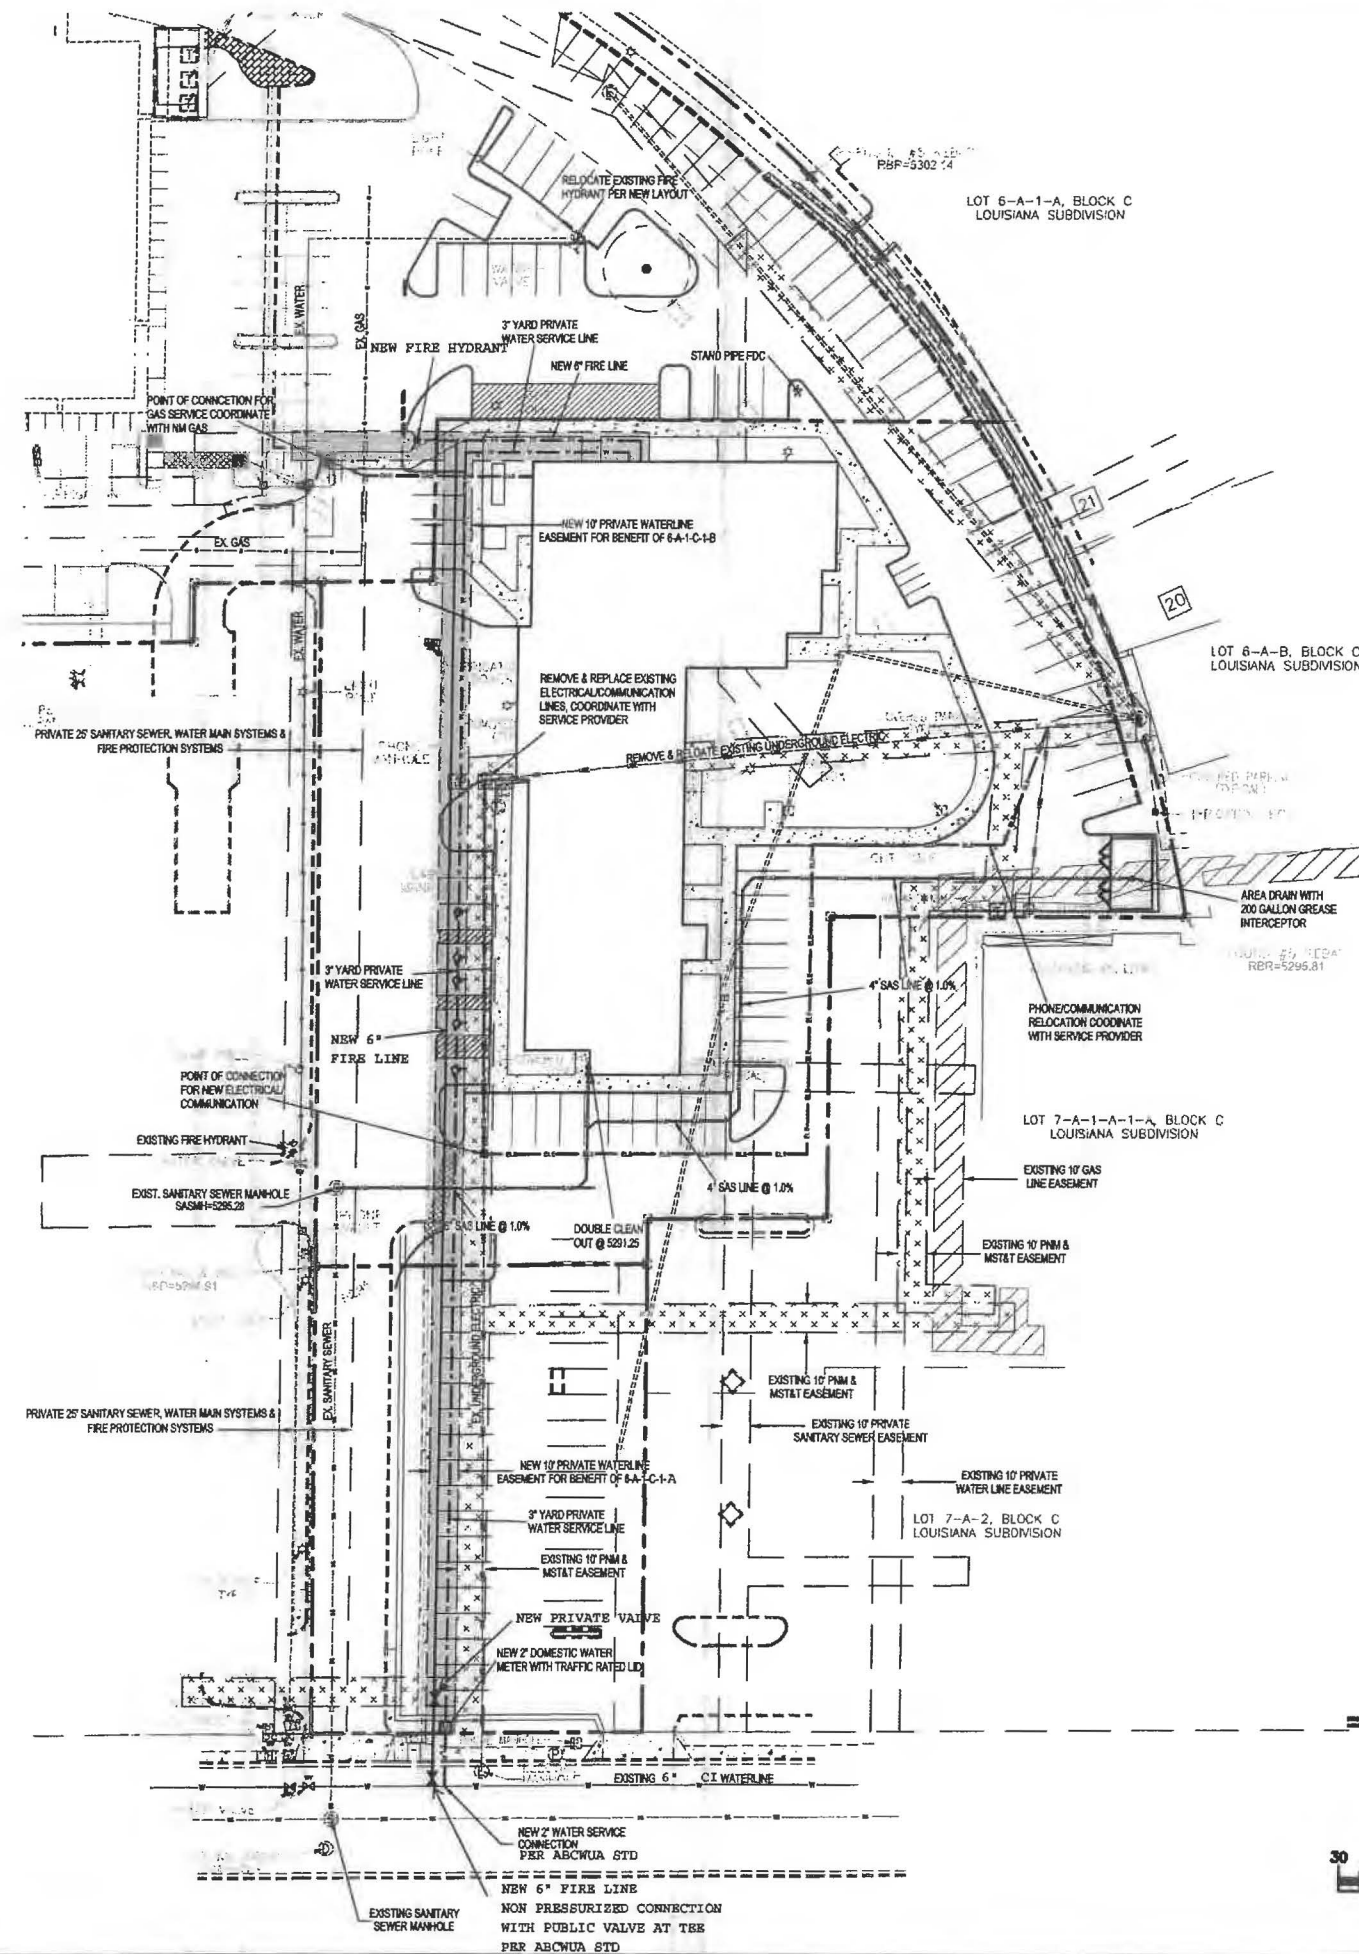 RBR=5302.14
LOT 6-A-1-A, BLOCK C
LOUISIANA SUBDIVISION
RELOCATE EXISTING FIRE
HYDRANT PER NEW LAYOUT
EX. WATER
EX. GAS
3" YARD PRIVATE
WATER SERVICE LINE
NEW FIRE HYDRANT
NEW 6" FIRE LINE
STAND PIPE FDC
POINT OF CONNCETION FOR
GAS SERVICE COORDINATE
WITH NM GAS
21
NEW 10' PRIVATE WATERLINE
EASEMENT FOR BENEFIT OF 6-A-1-C-1-B
EX. GAS
20
EX. WATER
LOT 6-A-B, BLOCK C
LOUISIANA SUBDIVISION
REMOVE & REPLACE EXISTING
ELECTRICAL/COMMUNICATION
LINES, COORDINATE WITH
SERVICE PROVIDER
PRIVATE 25' SANITARY SEWER, WATER MAIN SYSTEMS &
FIRE PROTECTION SYSTEMS
REMOVE & RELOATE EXISTING UNDERGROUND ELECTRIC
AREA DRAIN WITH
200 GALLON GREASE
INTERCEPTOR
RBR=5295.81
3" YARD PRIVATE
WATER SERVICE LINE
4" SAS LINE @ 1.0%
PHONE/COMMUNICATION
RELOCATION COODINATE
WITH SERVICE PROVIDER
NEW 6"
FIRE LINE
POINT OF CONNECTION
FOR NEW ELECTRICAL/
COMMUNICATION
LOT 7-A-1-A-1-A, BLOCK C
LOUISIANA SUBDIVISION
EXISTING FIRE HYDRANT
EXISTING 10' GAS
LINE EASEMENT
EXIST. SANITARY SEWER MANHOLE
SASMH=5295.28
4" SAS LINE @ 1.0%
SAS LINE @ 1.0%
DOUBLE CLEAN
OUT @ 5291.25
EXISTING 10' PNM &
MST&T EASEMENT
EX. UNDERGROUND ELECTRIC
EX. SANITARY SEWER
EXISTING 10' PNM &
MST&T EASEMENT
PRIVATE 25' SANITARY SEWER, WATER MAIN SYSTEMS &
FIRE PROTECTION SYSTEMS
EXISTING 10' PRIVATE
SANITARY SEWER EASEMENT
NEW 10' PRIVATE WATERLINE
EASEMENT FOR BENEFIT OF 6-A-1-C-1-A
EXISTING 10' PRIVATE
WATER LINE EASEMENT
3" YARD PRIVATE
WATER SERVICE LINE
LOT 7-A-2, BLOCK C
LOUISIANA SUBDIVISION
EXISTING 10' PNM &
MST&T EASEMENT
NEW PRIVATE VALVE
NEW 2" DOMESTIC WATER
METER WITH TRAFFIC RATED LID
EXISTING 6" CI WATERLINE
NEW 2" WATER SERVICE
CONNECTION
PER ABCWUA STD
30
NEW 6" FIRE LINE
NON PRESSURIZED CONNECTION
WITH PUBLIC VALVE AT TEE
PER ABCWUA STD
EXISTING SANITARY
SEWER MANHOLE